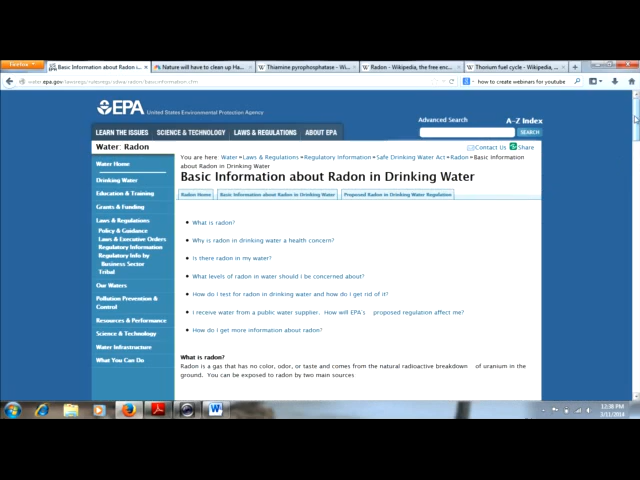 Firefox
Basic Information about Radon i...
Nature will have to clean up Ha...
Thiamine pyrophosphatase - Wi...
Radon - Wikipedia, the free enc...
Thorium fuel cycle - Wikipedia, ...
how to create webinars for youtube
EPA United States Environmental Protection Agency
Advanced Search
A-Z Index
LEARN THE ISSUES
SCIENCE & TECHNOLOGY
LAWS & REGULATIONS
ABOUT EPA
SEARCH
Water: Radon
Contact Us
Share
You are here: Water » Laws & Regulations » Regulatory Information » Safe Drinking Water Act » Radon » Basic Information
about Radon in Drinking Water
Basic Information about Radon in Drinking Water
Radon Home
Basic Information about Radon in Drinking Water
Proposed Radon in Drinking Water Regulation
Water Home
Drinking Water
Education & Training
Grants & Funding
Laws & Regulations
Policy & Guidance
Laws & Executive Orders
Regulatory Information
Regulatory Info by
Business Sector
Tribal
Our Waters
Pollution Prevention &
Control
Resources & Performance
Science & Technology
Water Infrastructure
What You Can Do
What is radon?
Why is radon in drinking water a health concern?
Is there radon in my water?
What levels of radon in water should I be concerned about?
How do I test for radon in drinking water and how do I get rid of it?
I receive water from a public water supplier. How will EPA's proposed regulation affect me?
How do I get more information about radon?
What is radon?
Radon is a gas that has no color, odor, or taste and comes from the natural radioactive breakdown of uranium in the
ground. You can be exposed to radon by two main sources
12:38 PM
3/11/2014